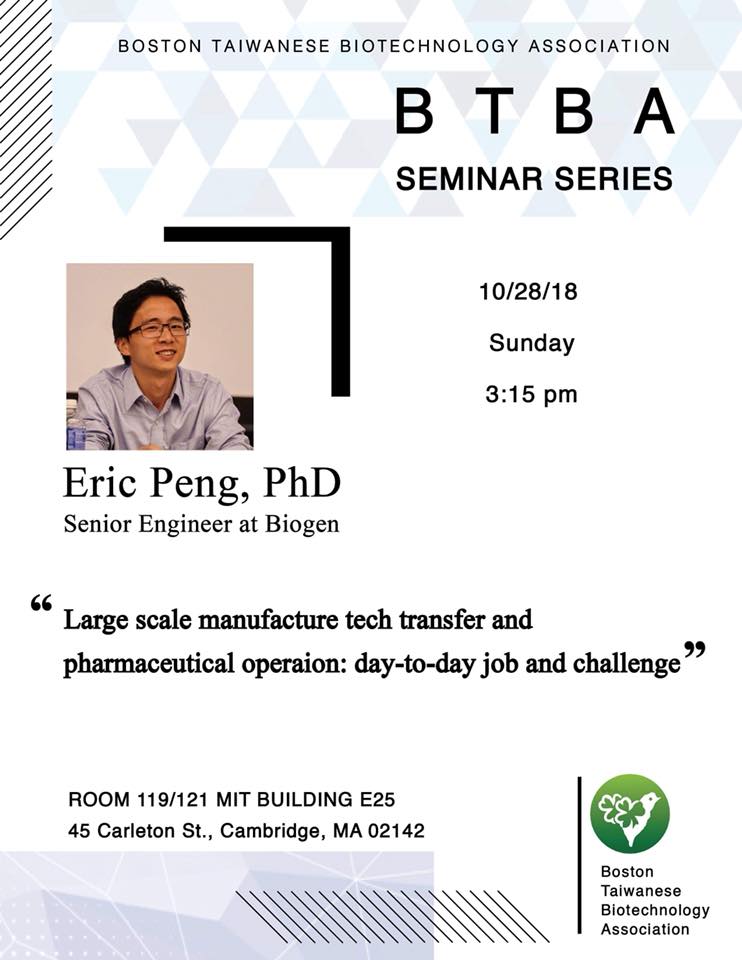 BOSTON TAIWANESE BIOTECHNOLOGY ASSOCIATION
BTBA
SEMINAR SERIES
10/28/18
Sunday
3:15 pm
Eric Peng, PhD
Senior Engineer at Biogen
“ Large scale manufacture tech transfer and
pharmaceutical operaion: day-to-day job and challenge ”
ROOM 119/121 MIT BUILDING E25
45 Carleton St., Cambridge, MA 02142
Boston
Taiwanese
Biotechnology
Association